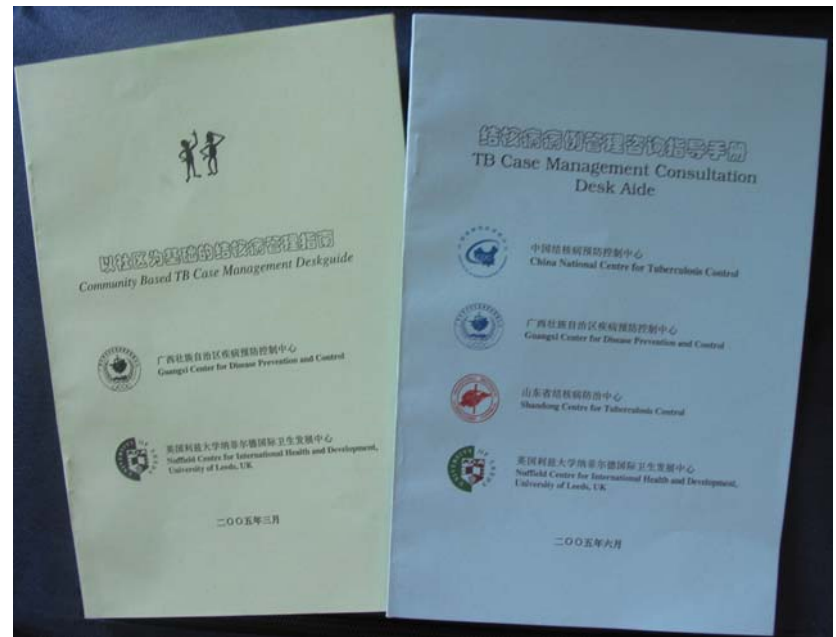 以社区为基础的结核病管理指南
Community Based TB Case Management Deskguide
广西壮族自治区疾病预防控制中心
Guangxi Center for Disease Prevention and Control
英国利兹大学纳菲尔德国际卫生发展中心
Nuffield Centre for International Health and Development,
University of Leeds, UK
二〇〇五年三月
结核病病例管理咨询指导手册
TB Case Management Consultation
Desk Aide
中国结核病预防控制中心
China National Centre for Tuberculosis Control
广西壮族自治区疾病预防控制中心
Guangxi Center for Disease Prevention and Control
山东省结核病防治中心
Shandong Centre for Tuberculosis Control
英国利兹大学纳菲尔德国际卫生发展中心
Nuffield Centre for International Health and Development,
University of Leeds, UK
二〇〇五年六月